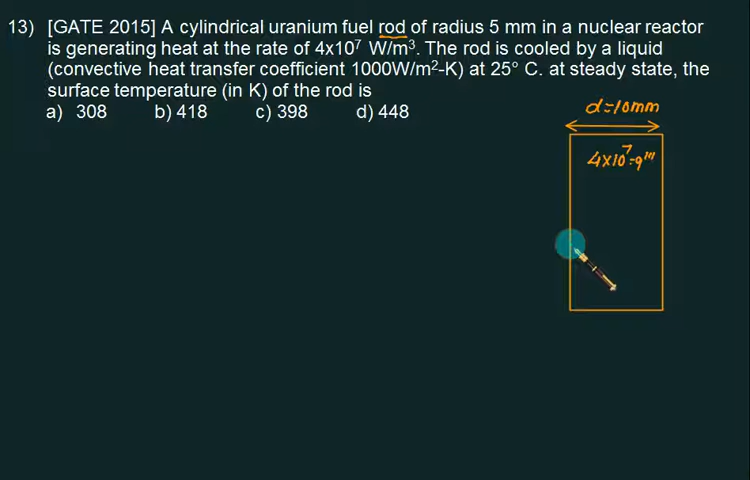 13) [GATE 2015] A cylindrical uranium fuel rod of radius 5 mm in a nuclear reactor
is generating heat at the rate of 4x10⁷ W/m³. The rod is cooled by a liquid
(convective heat transfer coefficient 1000W/m²-K) at 25° C. at steady state, the
surface temperature (in K) of the rod is
a) 308 b) 418 c) 398 d) 448
d=10mm
4x10⁷=q'''